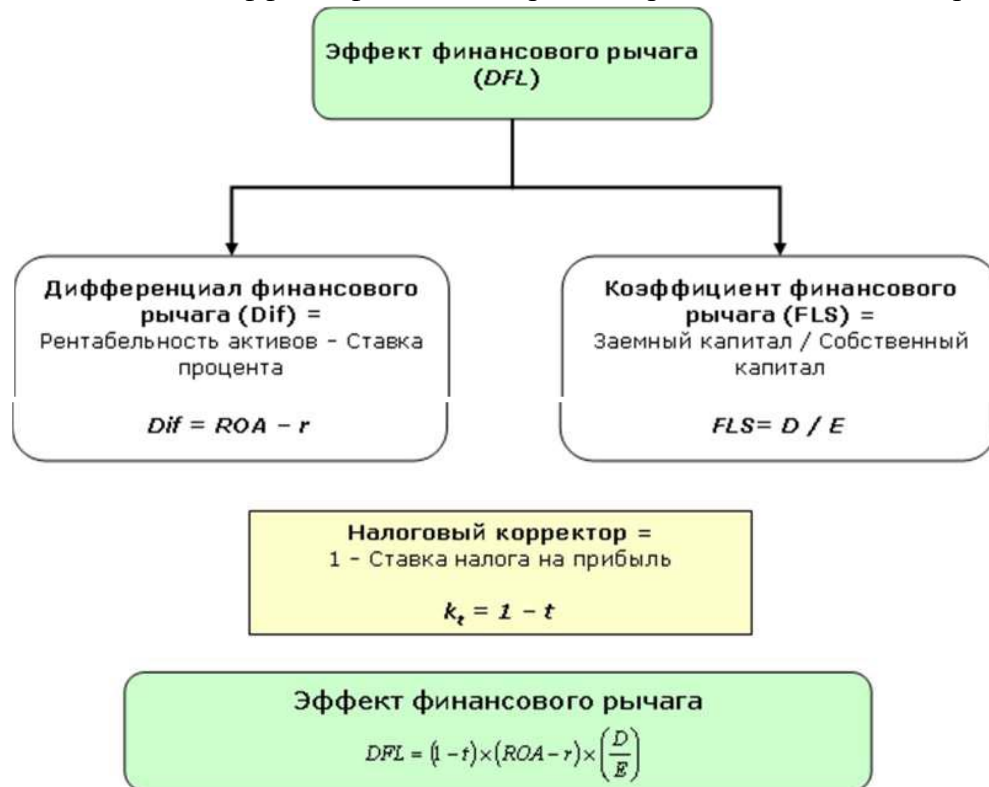 Эффект финансового рычага
(DFL)
Дифференциал финансового
рычага (Dif) =
Рентабельность активов – Ставка
процента
Dif = ROA – r
Коэффициент финансового
рычага (FLS) =
Заемный капитал / Собственный
капитал
FLS= D / E
Налоговый корректор =
1 – Ставка налога на прибыль
kₜ = 1 – t
Эффект финансового рычага
DFL = (1–t)×(ROA–r)×(D/E)